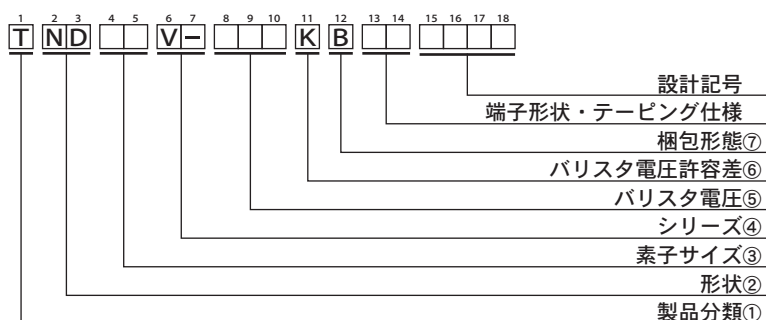 1 2 3 4 5 6 7 8 9 10 11 12 13 14 15 16 17 18
T N D V - K B
設計記号
端子形状・テーピング仕様
梱包形態⑦
バリスタ電圧許容差⑥
バリスタ電圧⑤
シリーズ④
素子サイズ③
形状②
製品分類①